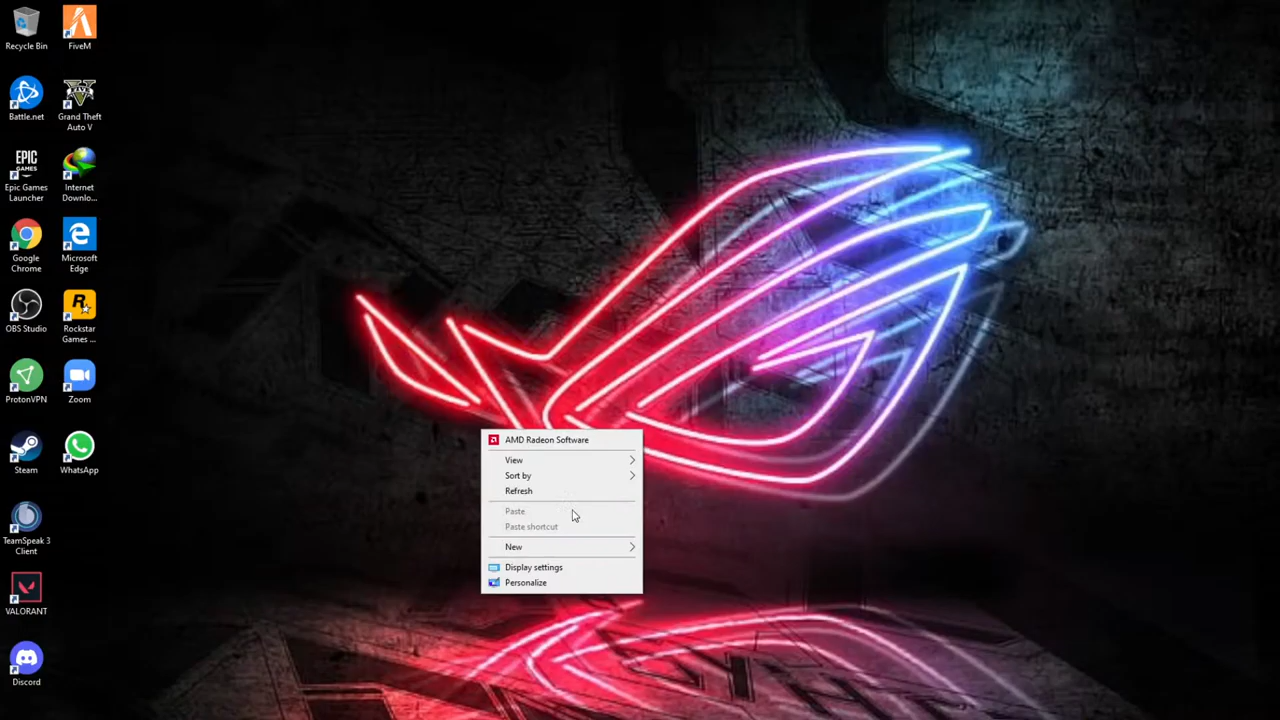 Recycle Bin
FiveM
Battle.net
Grand Theft
Auto V
EPIC
GAMES
Epic Games
Launcher
Internet
Downlo...
Google
Chrome
Microsoft
Edge
OBS Studio
Rockstar
Games ...
ProtonVPN
Zoom
Steam
WhatsApp
TeamSpeak 3
Client
VALORANT
Discord
AMD Radeon Software
View
Sort by
Refresh
Paste
Paste shortcut
New
Display settings
Personalize